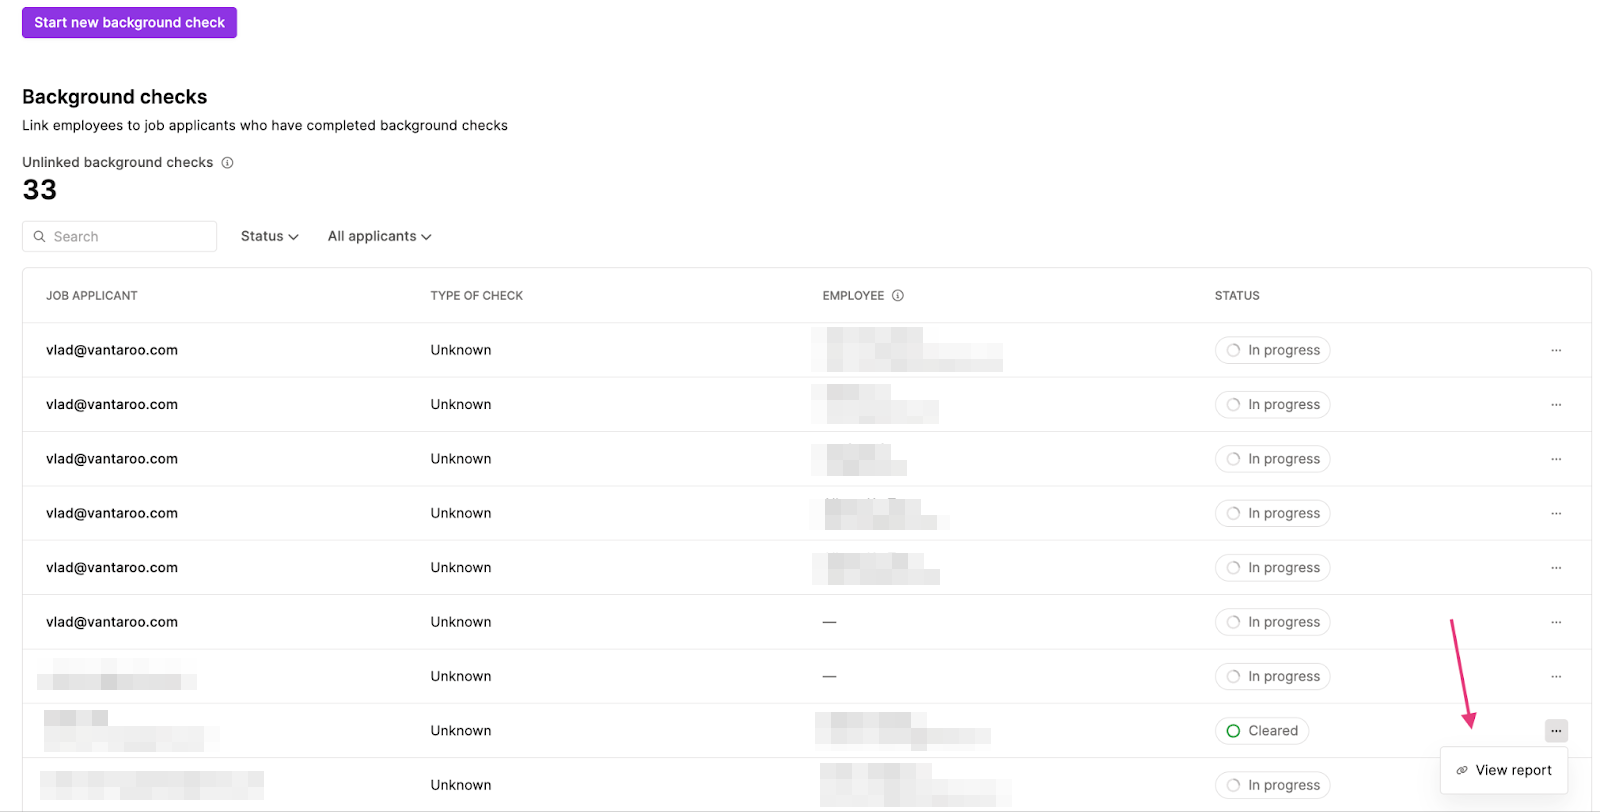 Start new background check
Background checks
Link employees to job applicants who have completed background checks
Unlinked background checks
33
Search Status All applicants
JOB APPLICANT TYPE OF CHECK EMPLOYEE STATUS
vlad@vantaroo.com Unknown In progress ...
vlad@vantaroo.com Unknown In progress ...
vlad@vantaroo.com Unknown In progress ...
vlad@vantaroo.com Unknown In progress ...
vlad@vantaroo.com Unknown In progress ...
vlad@vantaroo.com Unknown — In progress ...
Unknown — In progress ...
Unknown Cleared ...
View report
Unknown In progress